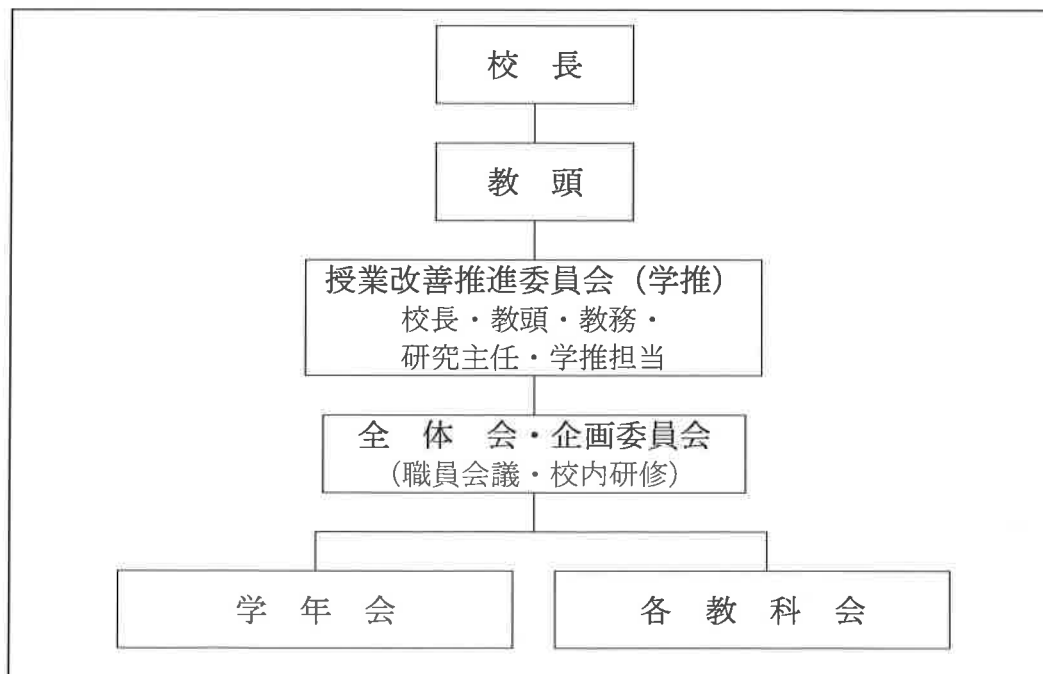 校　長
教　頭
授業改善推進委員会（学推）
校長・教頭・教務・
研究主任・学推担当
全　体　会・企画委員会
（職員会議・校内研修）
学　年　会
各　教　科　会